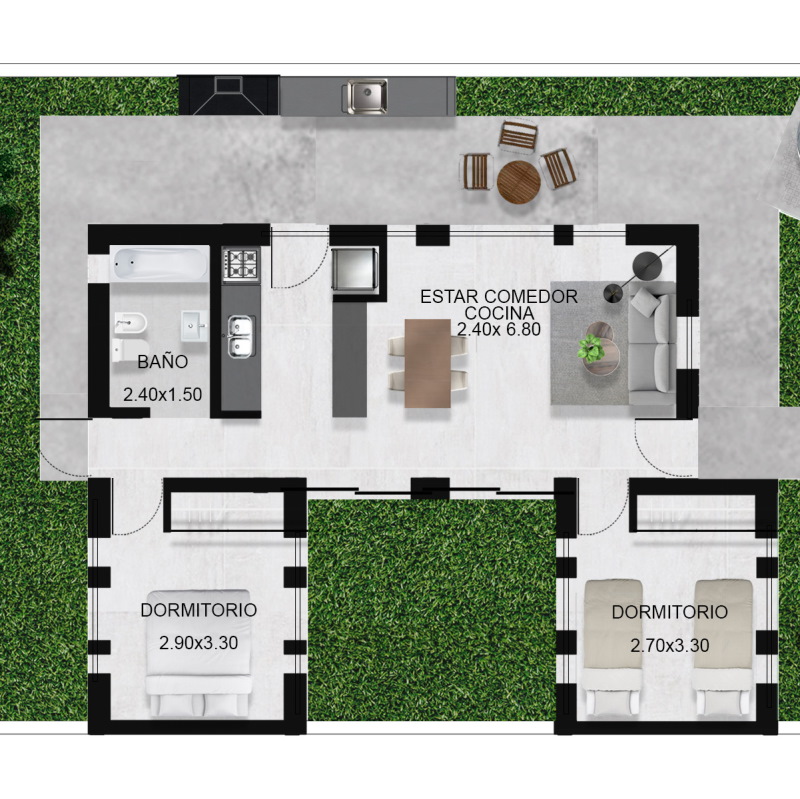 ESTAR COMEDOR
COCINA
2.40x 6.80
BAÑO
2.40x1.50
DORMITORIO
2.90x3.30
DORMITORIO
2.70x3.30